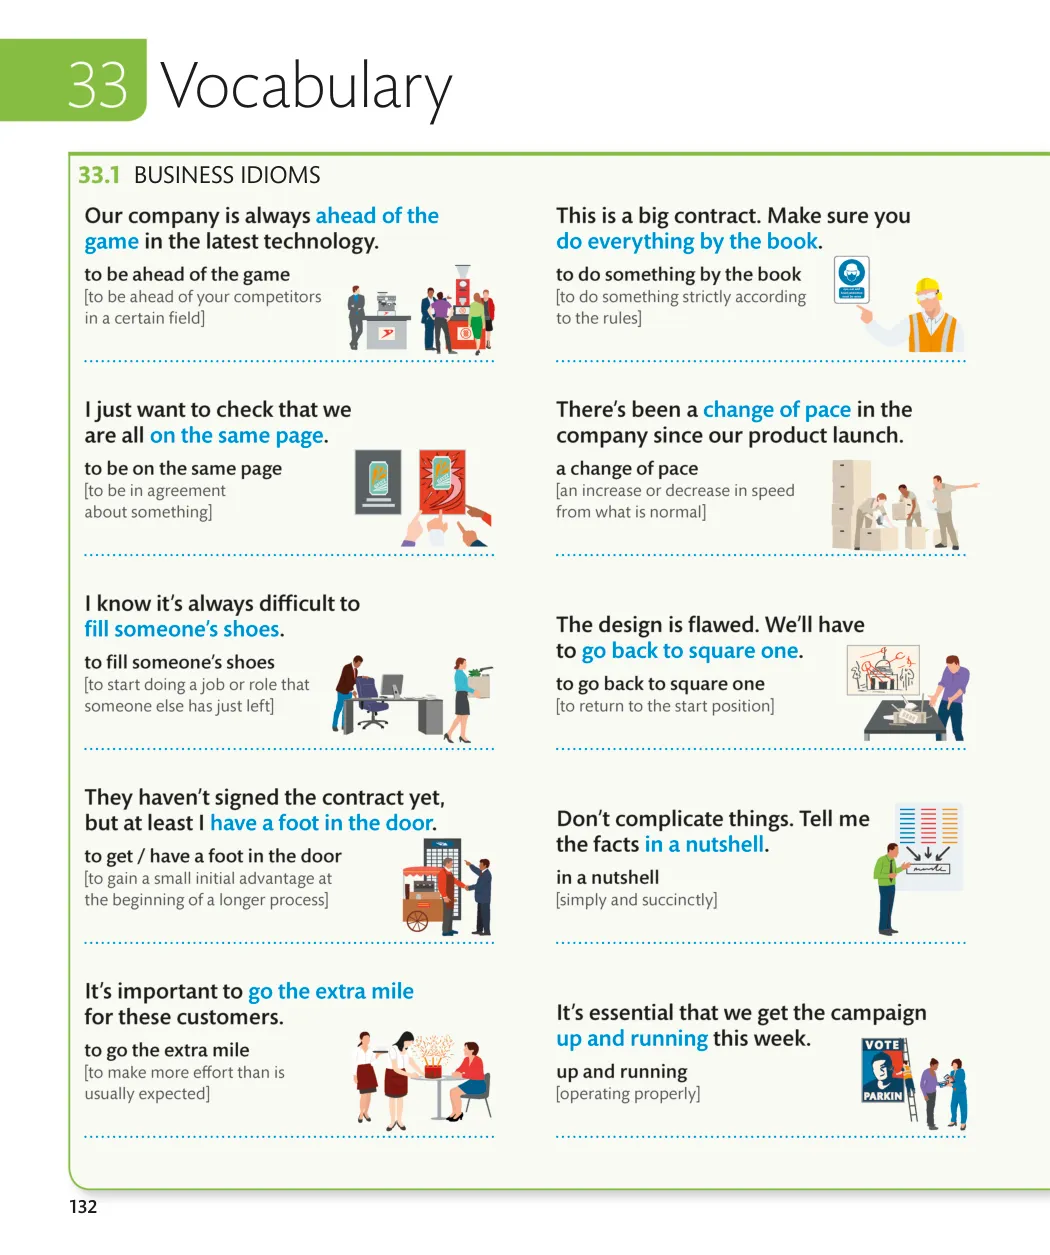 33 Vocabulary
33.1 BUSINESS IDIOMS
Our company is always ahead of the
game in the latest technology.
to be ahead of the game
[to be ahead of your competitors
in a certain field]
I just want to check that we
are all on the same page.
to be on the same page
[to be in agreement
about something]
I know it's always difficult to
fill someone's shoes.
to fill someone's shoes
[to start doing a job or role that
someone else has just left]
They haven't signed the contract yet,
but at least I have a foot in the door.
to get / have a foot in the door
[to gain a small initial advantage at
the beginning of a longer process]
It's important to go the extra mile
for these customers.
to go the extra mile
[to make more effort than is
usually expected]
This is a big contract. Make sure you
do everything by the book.
to do something by the book
[to do something strictly according
to the rules]
There's been a change of pace in the
company since our product launch.
a change of pace
[an increase or decrease in speed
from what is normal]
The design is flawed. We'll have
to go back to square one.
to go back to square one
[to return to the start position]
Don't complicate things. Tell me
the facts in a nutshell.
in a nutshell
[simply and succinctly]
It's essential that we get the campaign
up and running this week.
up and running
[operating properly]
VOTE
PARKIN
132